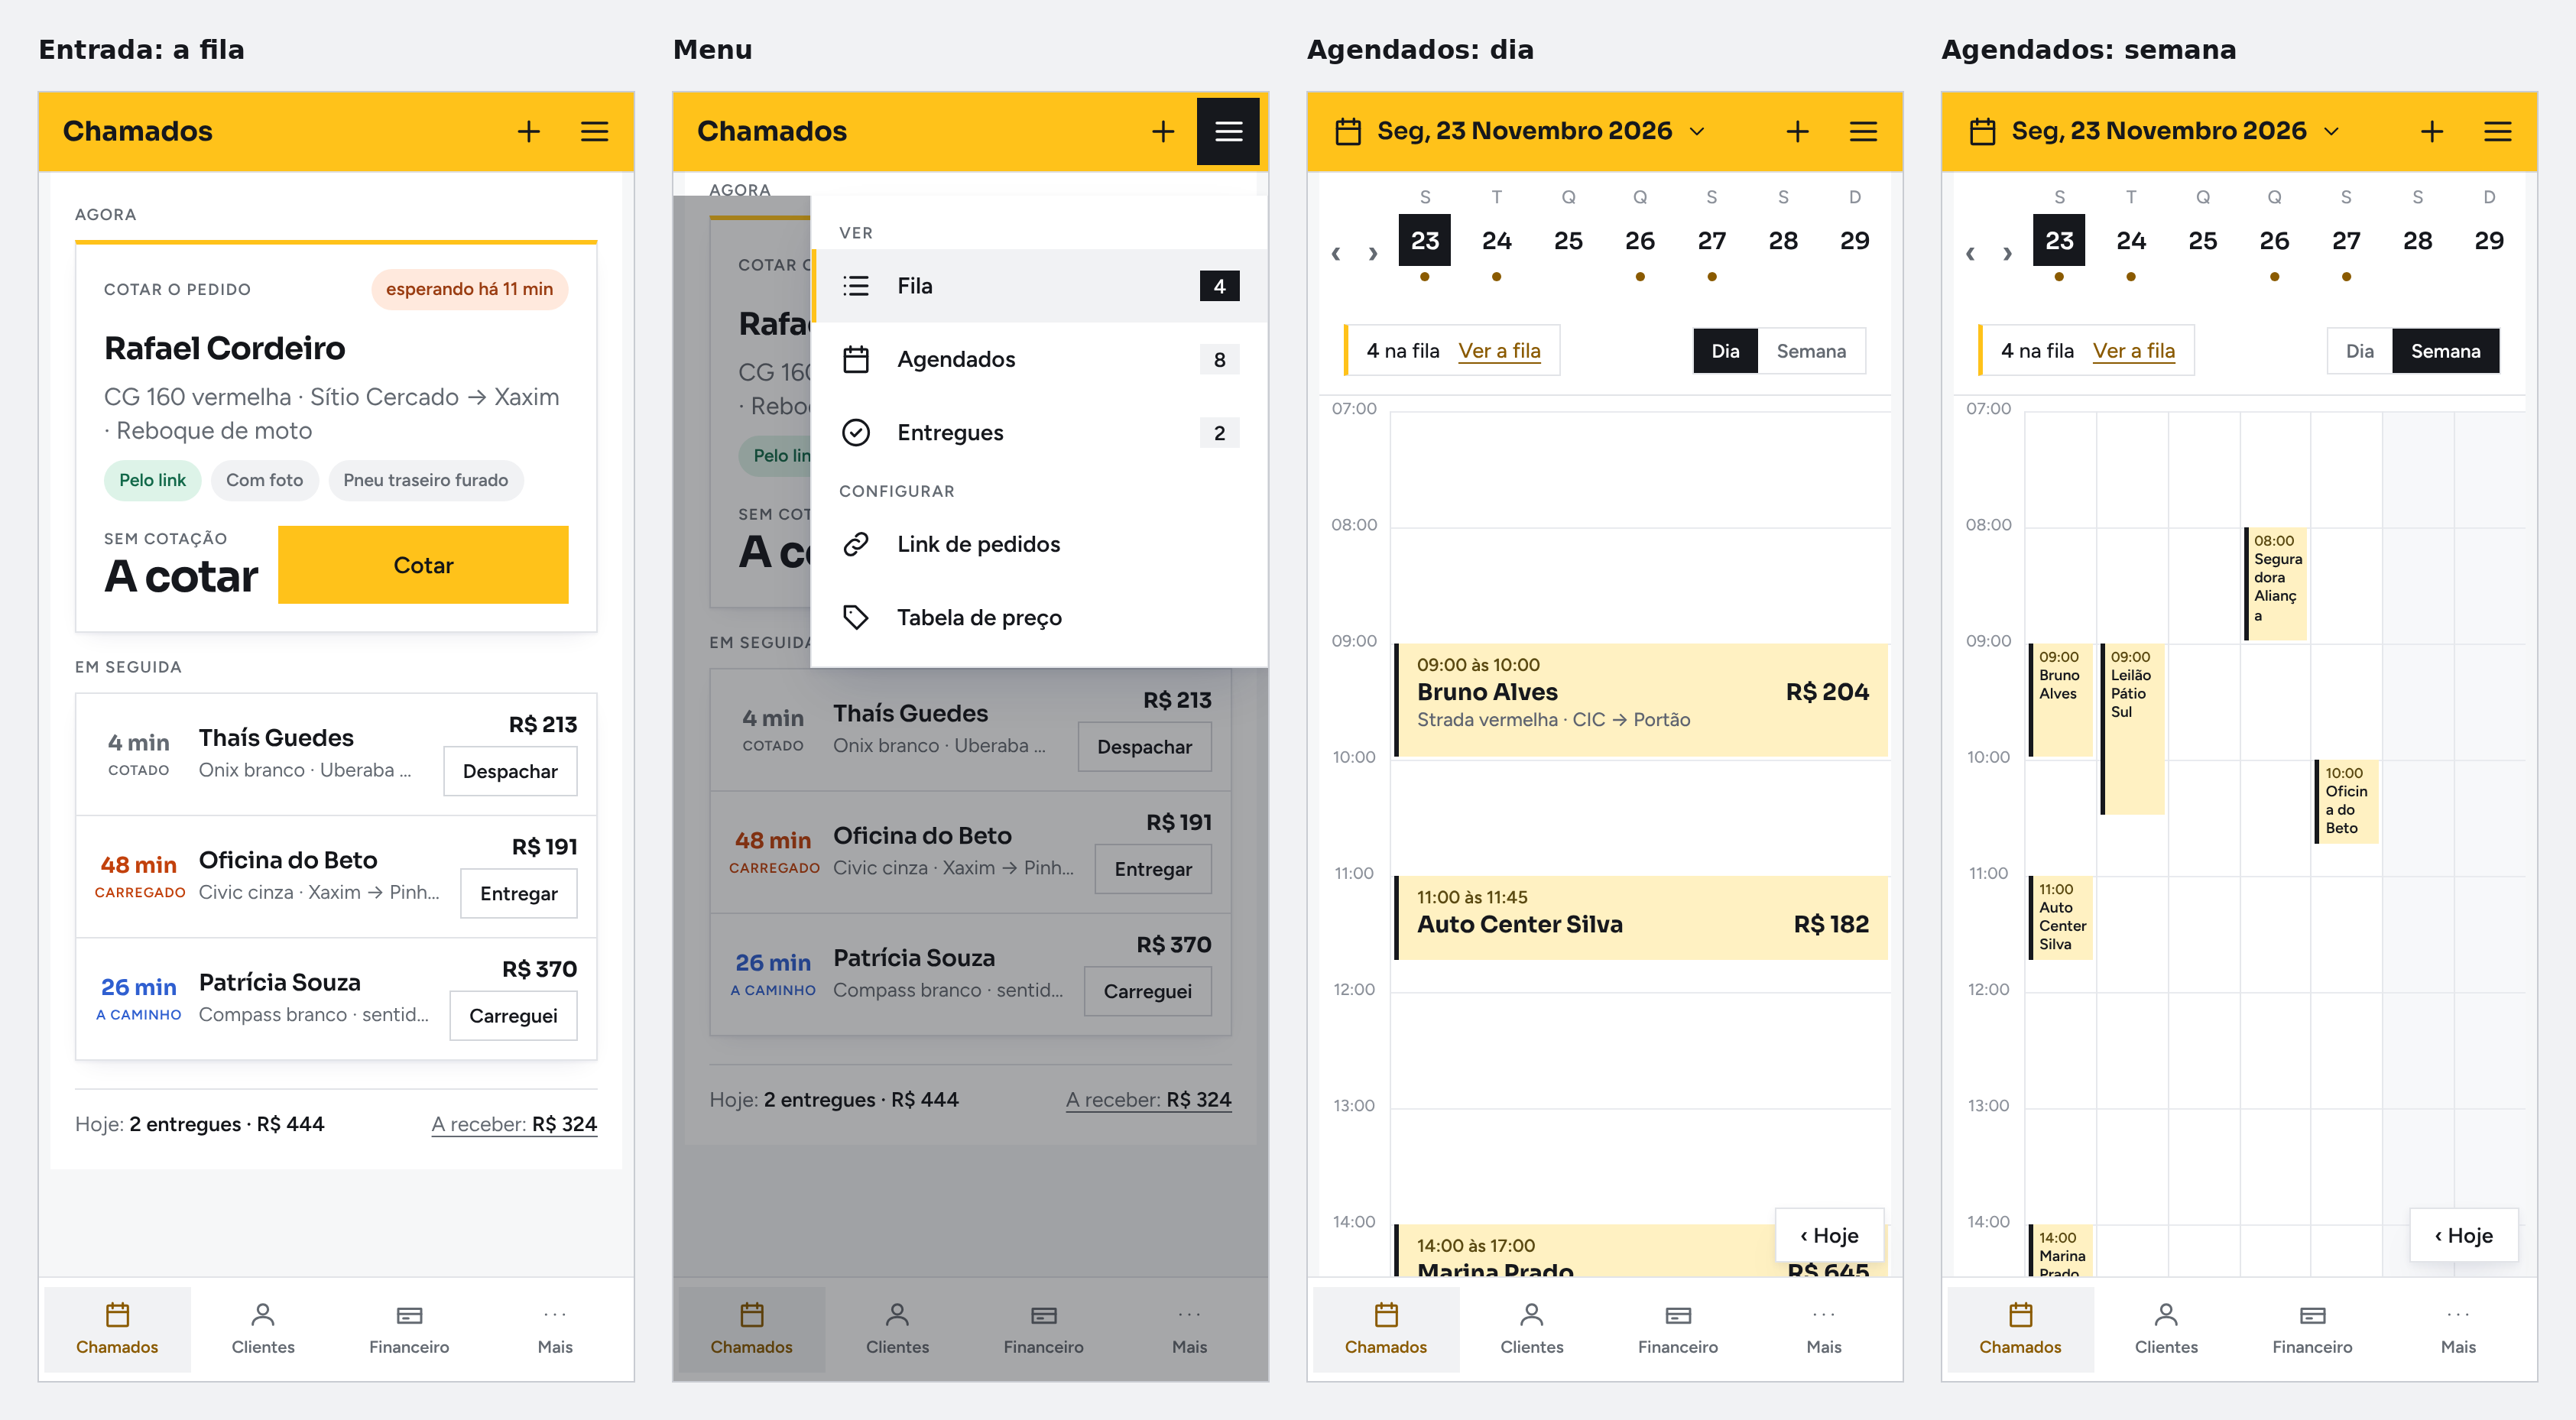 Entrada: a fila
Chamados
AGORA
COTAR O PEDIDO
esperando há 11 min
Rafael Cordeiro
CG 160 vermelha · Sítio Cercado → Xaxim
· Reboque de moto
Pelo link
Com foto
Pneu traseiro furado
SEM COTAÇÃO
A cotar
Cotar
EM SEGUIDA
4 min
COTADO
Thaís Guedes
Onix branco · Uberaba ...
R$ 213
Despachar
48 min
CARREGADO
Oficina do Beto
Civic cinza · Xaxim → Pinh...
R$ 191
Entregar
26 min
A CAMINHO
Patrícia Souza
Compass branco · sentid...
R$ 370
Carreguei
Hoje: 2 entregues · R$ 444
A receber: R$ 324
Chamados
Clientes
Financeiro
Mais
Menu
Chamados
AGORA
COTAR
Rafa
CG 160
· Rebo
Pelo lin
SEM COT
A co
EM SEGUIDA
VER
Fila
4
Agendados
8
Entregues
2
CONFIGURAR
Link de pedidos
Tabela de preço
4 min
COTADO
Thaís Guedes
Onix branco · Uberaba ...
R$ 213
Despachar
48 min
CARREGADO
Oficina do Beto
Civic cinza · Xaxim → Pinh...
R$ 191
Entregar
26 min
A CAMINHO
Patrícia Souza
Compass branco · sentid...
R$ 370
Carreguei
Hoje: 2 entregues · R$ 444
A receber: R$ 324
Chamados
Clientes
Financeiro
Mais
Agendados: dia
Seg, 23 Novembro 2026
S T Q Q S S D
‹ › 23 24 25 26 27 28 29
4 na fila Ver a fila
Dia
Semana
07:00
08:00
09:00
09:00 às 10:00
Bruno Alves
R$ 204
Strada vermelha · CIC → Portão
10:00
11:00
11:00 às 11:45
Auto Center Silva
R$ 182
12:00
13:00
14:00
14:00 às 17:00
Marina Prado
R$ 645
‹ Hoje
Chamados
Clientes
Financeiro
Mais
Agendados: semana
Seg, 23 Novembro 2026
S T Q Q S S D
‹ › 23 24 25 26 27 28 29
4 na fila Ver a fila
Dia
Semana
07:00
08:00
08:00
Segura
dora
Alianç
a
09:00
09:00
Bruno
Alves
09:00
Leilão
Pátio
Sul
10:00
10:00
Oficin
a do
Beto
11:00
11:00
Auto
Center
Silva
12:00
13:00
14:00
14:00
Marina
Prado
‹ Hoje
Chamados
Clientes
Financeiro
Mais